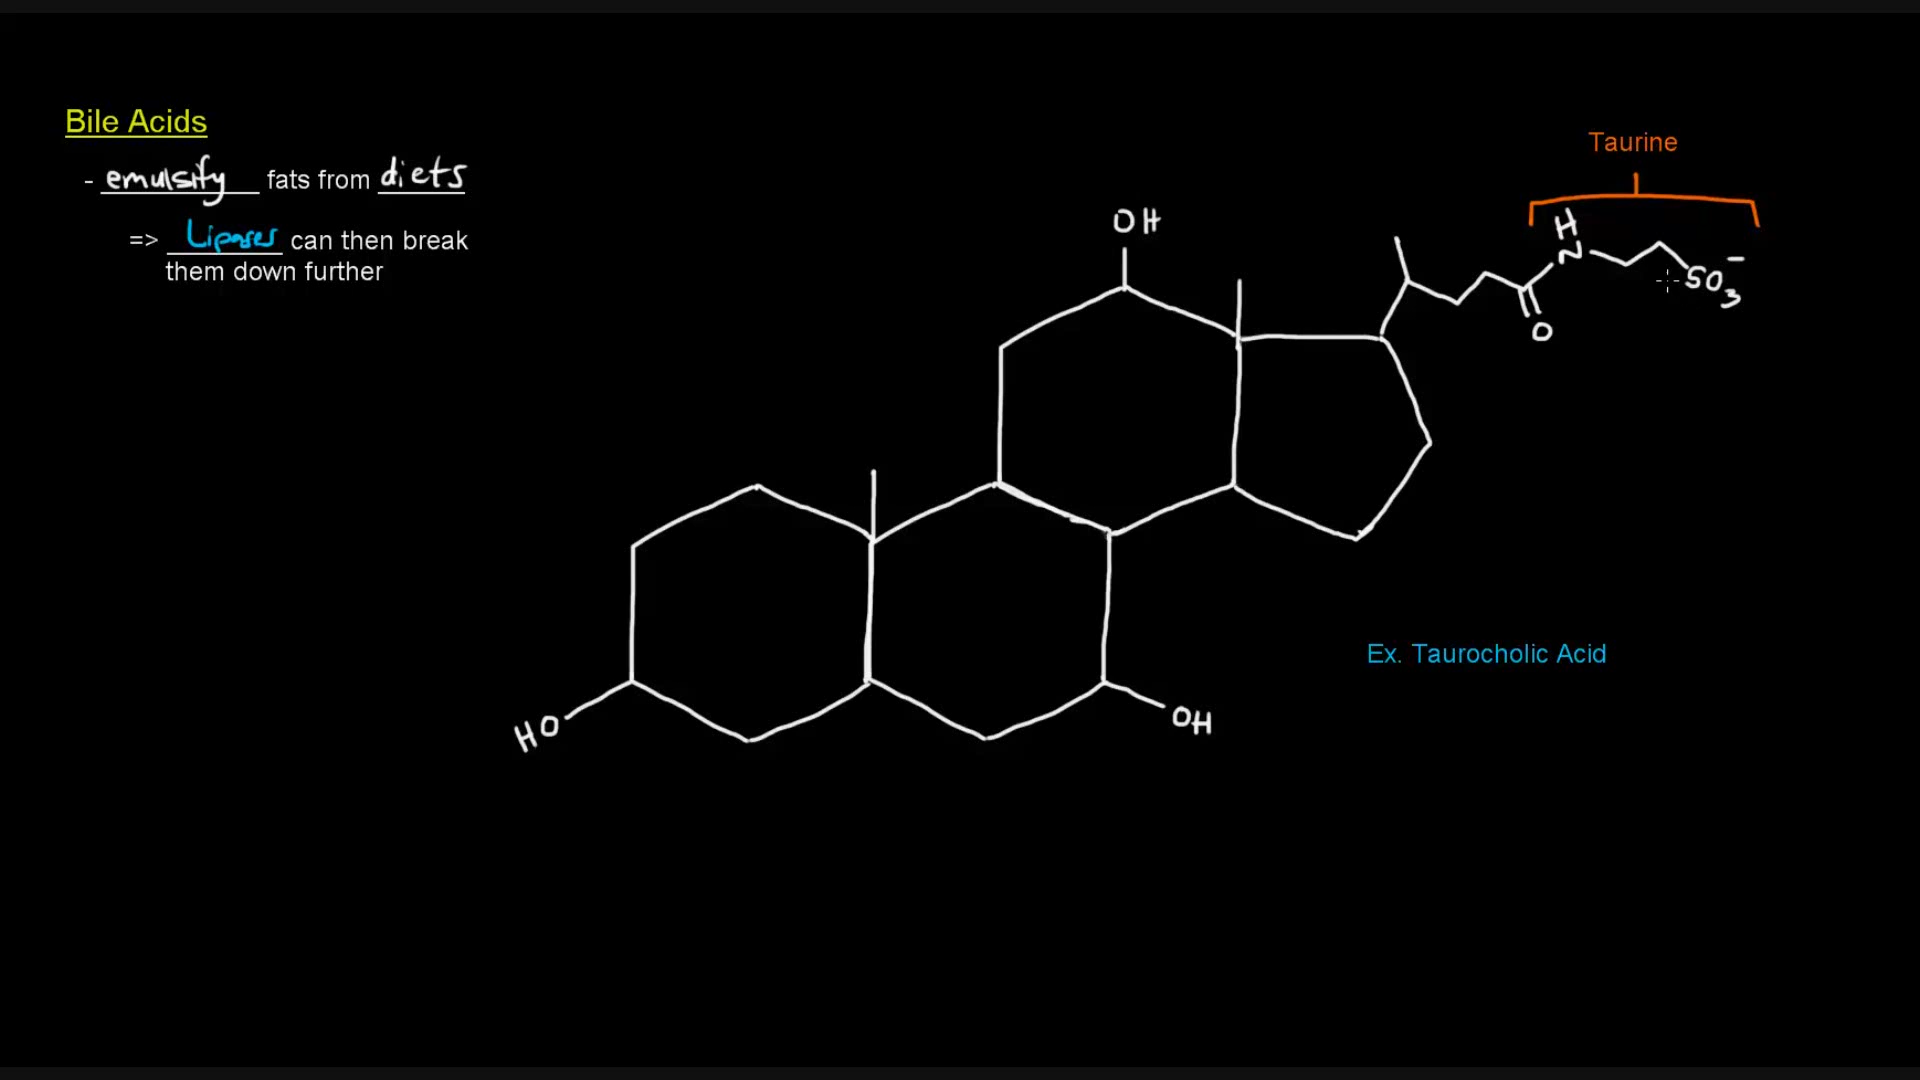 Bile Acids
- emulsify fats from diets
=> Lipases can then break
them down further
Taurine
OH
H
N
SO3-
O
HO
OH
Ex. Taurocholic Acid